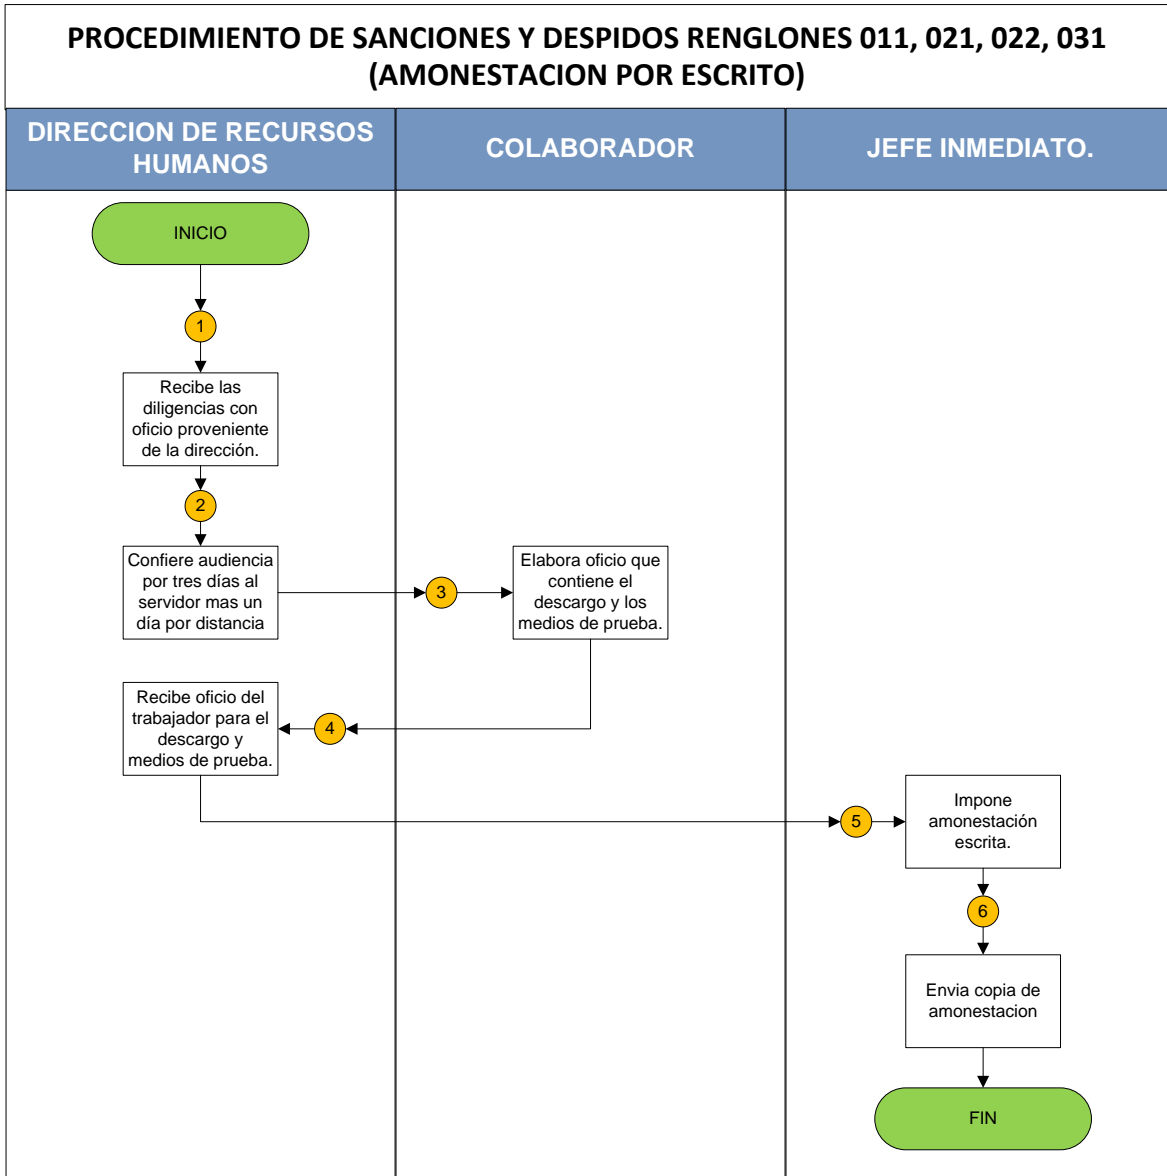 PROCEDIMIENTO DE SANCIONES Y DESPIDOS RENGLONES 011, 021, 022, 031
(AMONESTACION POR ESCRITO)
DIRECCION DE RECURSOS
HUMANOS
COLABORADOR
JEFE INMEDIATO.
INICIO
1
Recibe las
diligencias con
oficio proveniente
de la dirección.
2
Confiere audiencia
por tres días al
servidor mas un
día por distancia
3
Elabora oficio que
contiene el
descargo y los
medios de prueba.
Recibe oficio del
trabajador para el
descargo y
medios de prueba.
4
5
Impone
amonestación
escrita.
6
Envia copia de
amonestacion
FIN